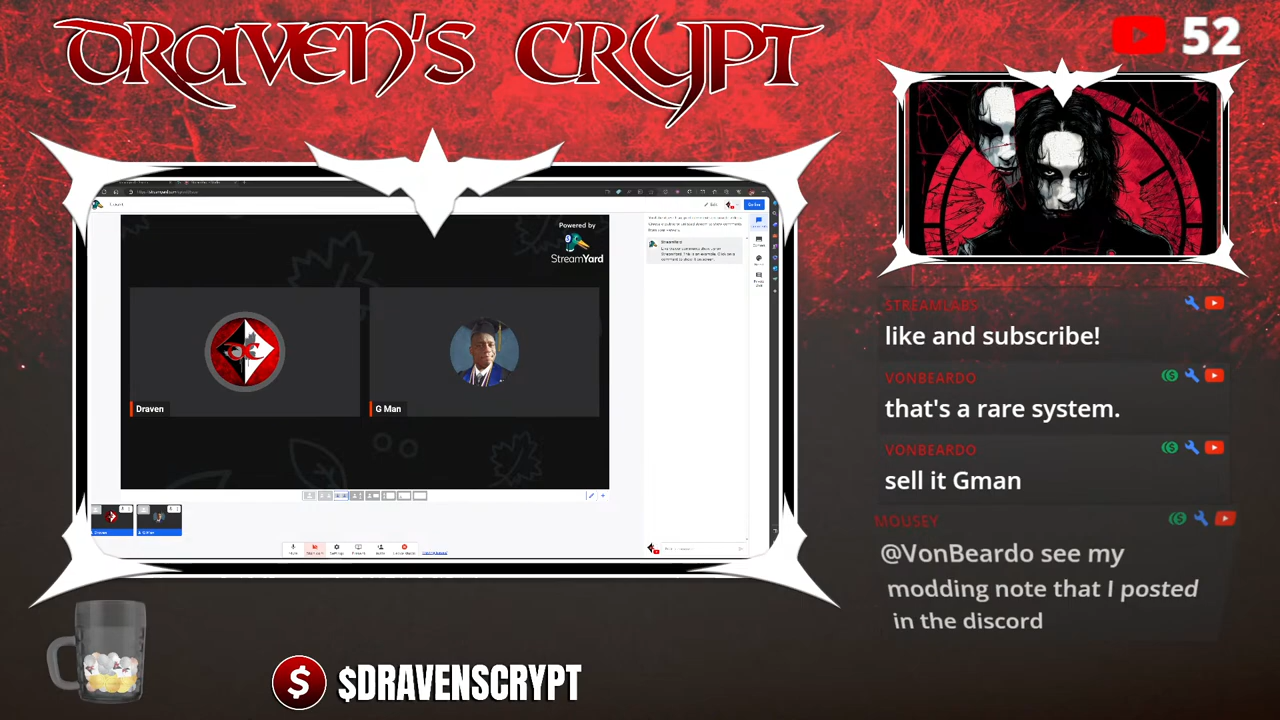 DRAVEN'S CRYPT
52
Powered by
StreamYard
Draven
G Man
STREAMLABS
like and subscribe!
VONBEARDO
that's a rare system.
VONBEARDO
sell it Gman
MOUSEY
@VonBeardo see my
modding note that I posted
in the discord
$
$DRAVENSCRYPT